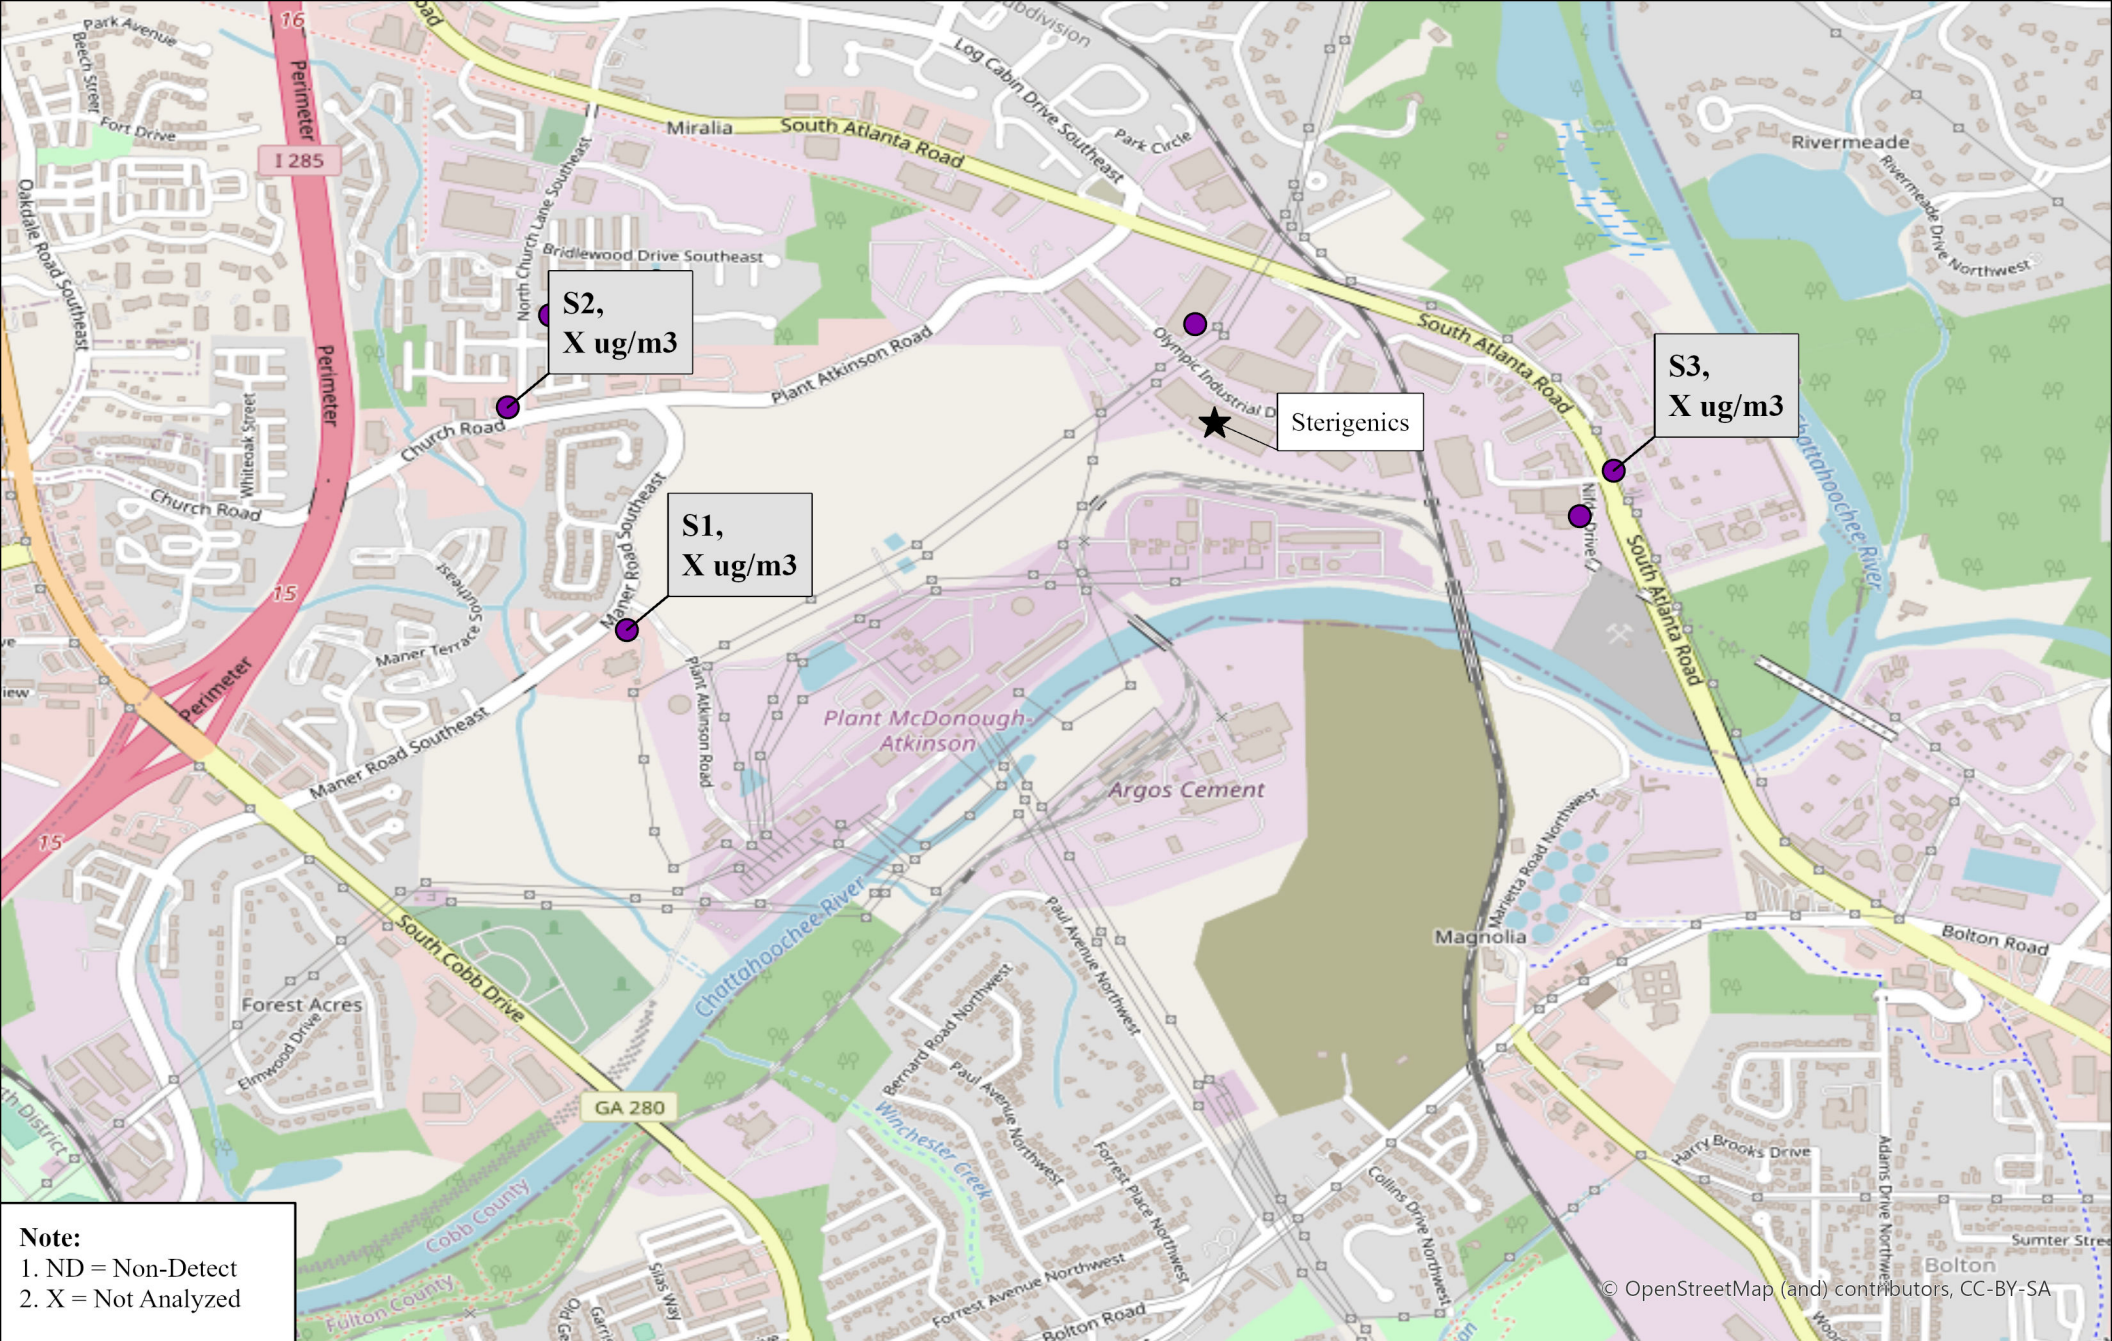 16
Park Avenue
Beech Street
Fort Drive
Perimeter
I 285
Oakdale Road Southeast
Miralia
South Atlanta Road
Log Cabin Drive Southeast
Park Circle
Rivermeade
Rivermeade Drive Northwest
North Church Lane Southeast
Bridlewood Drive Southeast
S2,
X ug/m3
Perimeter
Plant Atkinson Road
Olympic Industrial D
South Atlanta Road
S3,
X ug/m3
Sterigenics
Whiteoak Street
Church Road
Church Road
Maner Road Southeast
S1,
X ug/m3
Chattahoochee River
South Atlanta Road
15
Maner Terrace Southeast
Perimeter
Plant Atkinson Road
Plant McDonough-
Atkinson
Argos Cement
Maner Road Southeast
15
Marietta Road Northwest
Magnolia
Bolton Road
South Cobb Drive
Chattahoochee River
Paul Avenue Northwest
Forest Acres
Elmwood Drive
Bernard Road Northwest
Paul Avenue Northwest
GA 280
Winchester Creek
Forrest Place Northwest
Harry Brooks Drive
Adams Drive Northwest
Collins Drive Northwest
th District
Cobb County
Fulton County
Silas Way
Forrest Avenue Northwest
Bolton Road
Sumter Stree
Bolton
Note:
1. ND = Non-Detect
2. X = Not Analyzed
© OpenStreetMap (and) contributors, CC-BY-SA